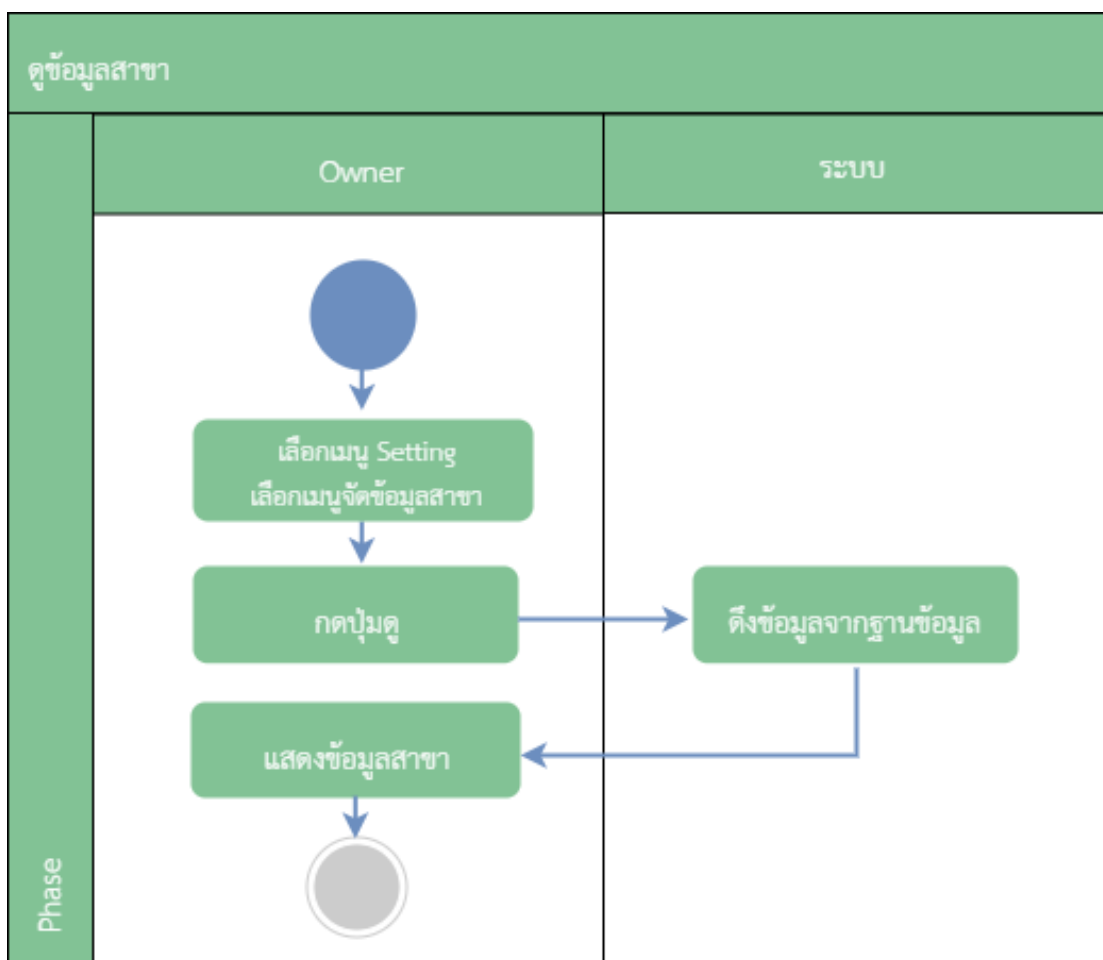 ดูข้อมูลสาขา
Owner
ระบบ
เลือกเมนู Setting
เลือกเมนูจัดข้อมูลสาขา
กดปุ่มดู
ดึงข้อมูลจากฐานข้อมูล
แสดงข้อมูลสาขา
Phase